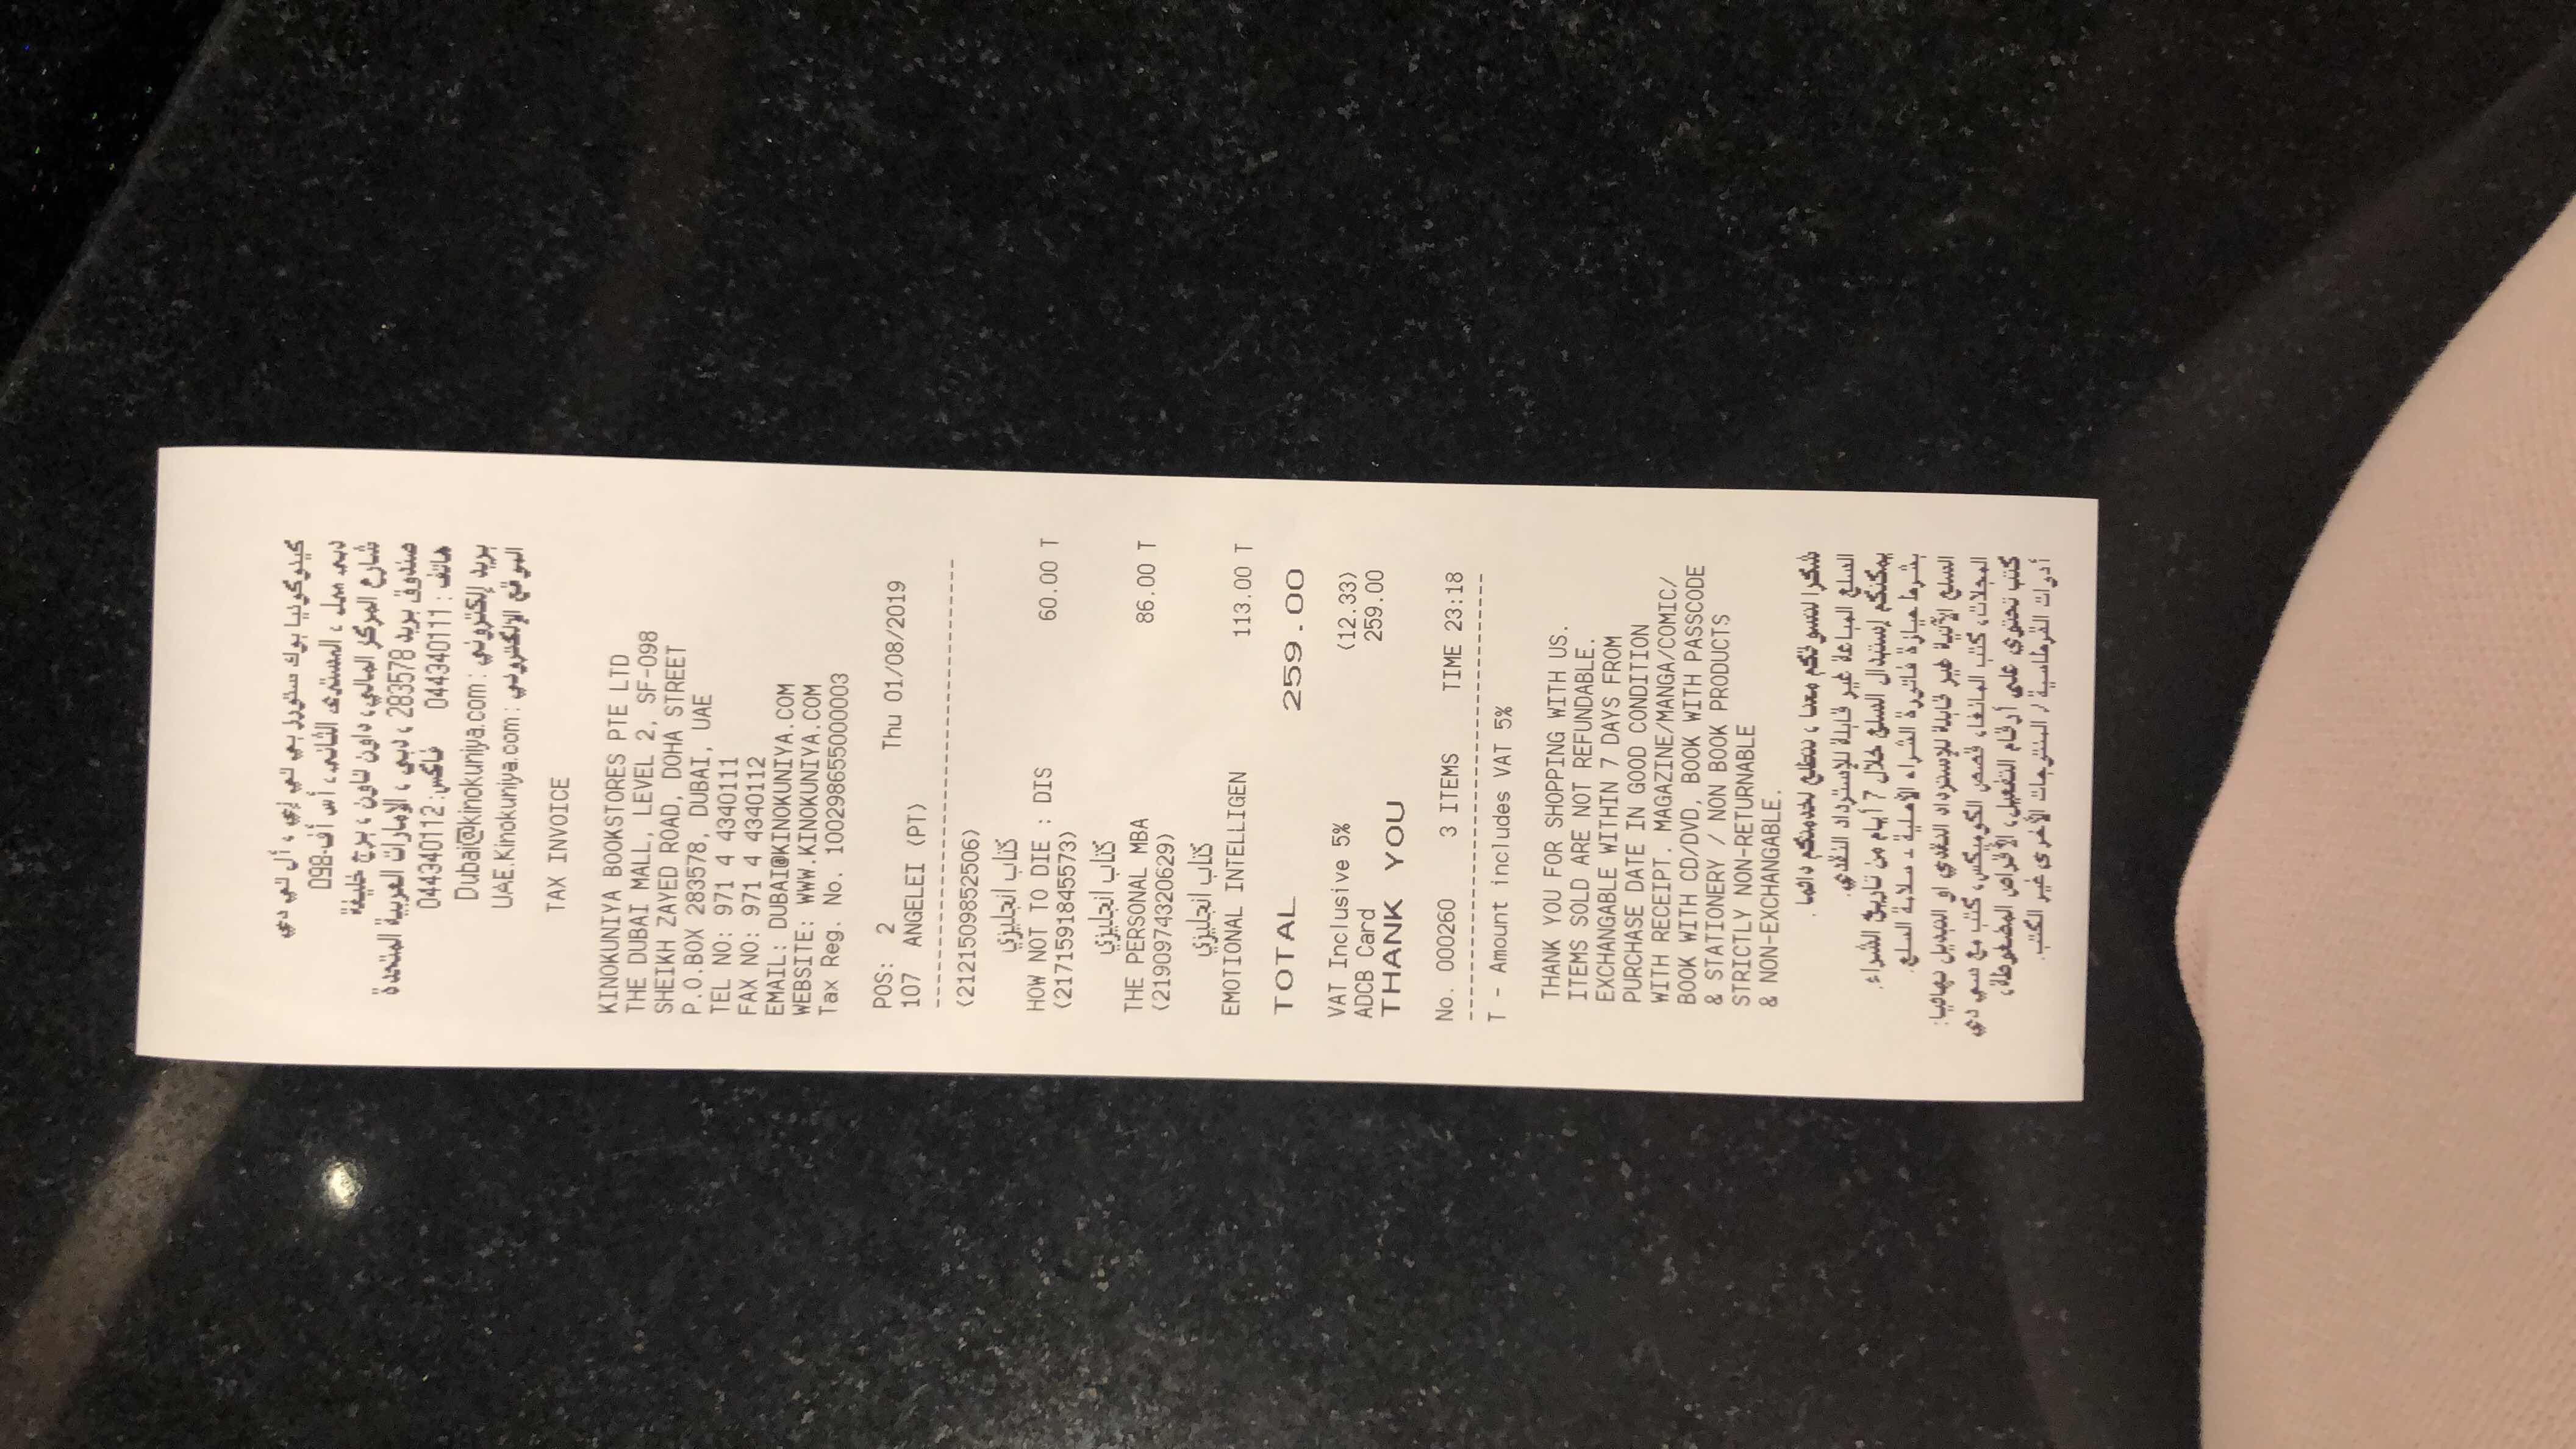 كينوكونيا بوك ستورز بي تي إي ، أل تي دي
دبي مول ، المستوى الثاني ، أس أف-098
شارع المركز المالي، داون تاون ، برج خليفة
صندوق بريد 283578 ، دبي ، الإمارات العربية المتحدة
هاتف : 044340111 فاكس: 044340112
بريد إلكتروني : Dubai@kinokuniya.com
الموقع الإلكتروني : UAE.Kinokuniya.com
TAX INVOICE
KINOKUNIYA BOOKSTORES PTE LTD
THE DUBAI MALL, LEVEL 2, SF-098
SHEIKH ZAYED ROAD, DOHA STREET
P.O.BOX 283578, DUBAI, UAE
TEL NO: 971 4 4340111
FAX NO: 971 4 4340112
EMAIL: DUBAI@KINOKUNIYA.COM
WEBSITE: WWW.KINOKUNIYA.COM
Tax Reg. No. 100298655000003
POS: 2 Thu 01/08/2019
107 ANGELEI (PT)
------------------------------------
(2121509852506)
كتاب انجليزي
HOW NOT TO DIE : DIS 60.00 T
(2171591845573)
كتاب انجليزي
THE PERSONAL MBA 86.00 T
(2190974320629)
كتاب انجليزي
EMOTIONAL INTELLIGEN 113.00 T
TOTAL 259.00
VAT Inclusive 5% (12.33)
ADCB Card 259.00
THANK YOU
No. 000260 3 ITEMS TIME 23:18
------------------------------------
T - Amount includes VAT 5%
THANK YOU FOR SHOPPING WITH US.
ITEMS SOLD ARE NOT REFUNDABLE.
EXCHANGABLE WITHIN 7 DAYS FROM
PURCHASE DATE IN GOOD CONDITION
WITH RECEIPT. MAGAZINE/MANGA/COMIC/
BOOK WITH CD/DVD, BOOK WITH PASSCODE
& STATIONERY / NON BOOK PRODUCTS
STRICTLY NON-RETURNABLE
& NON-EXCHANGABLE.
شكرا لتسوقكم معنا ، نتطلع لخدمتكم دائما .
السلع المباعة غير قابلة للإسترداد النقدي.
يمكنكم إستبدال السلع خلال 7 أيام من تاريخ الشراء.
بشرط حيازة فاتورة الشراء الأصلية و سلامة السلع.
السلع الآتية غير قابلة للإسترداد النقدي او التبديل نهائيا:
المجلات، كتب المانغا، قصص الكوميكس، كتب مع سي دي
كتب تحتوي على أرقام التفعيل، الأقراص المضغوطة،
أدوات القرطاسية / المنتوجات الأخرى غير الكتب.